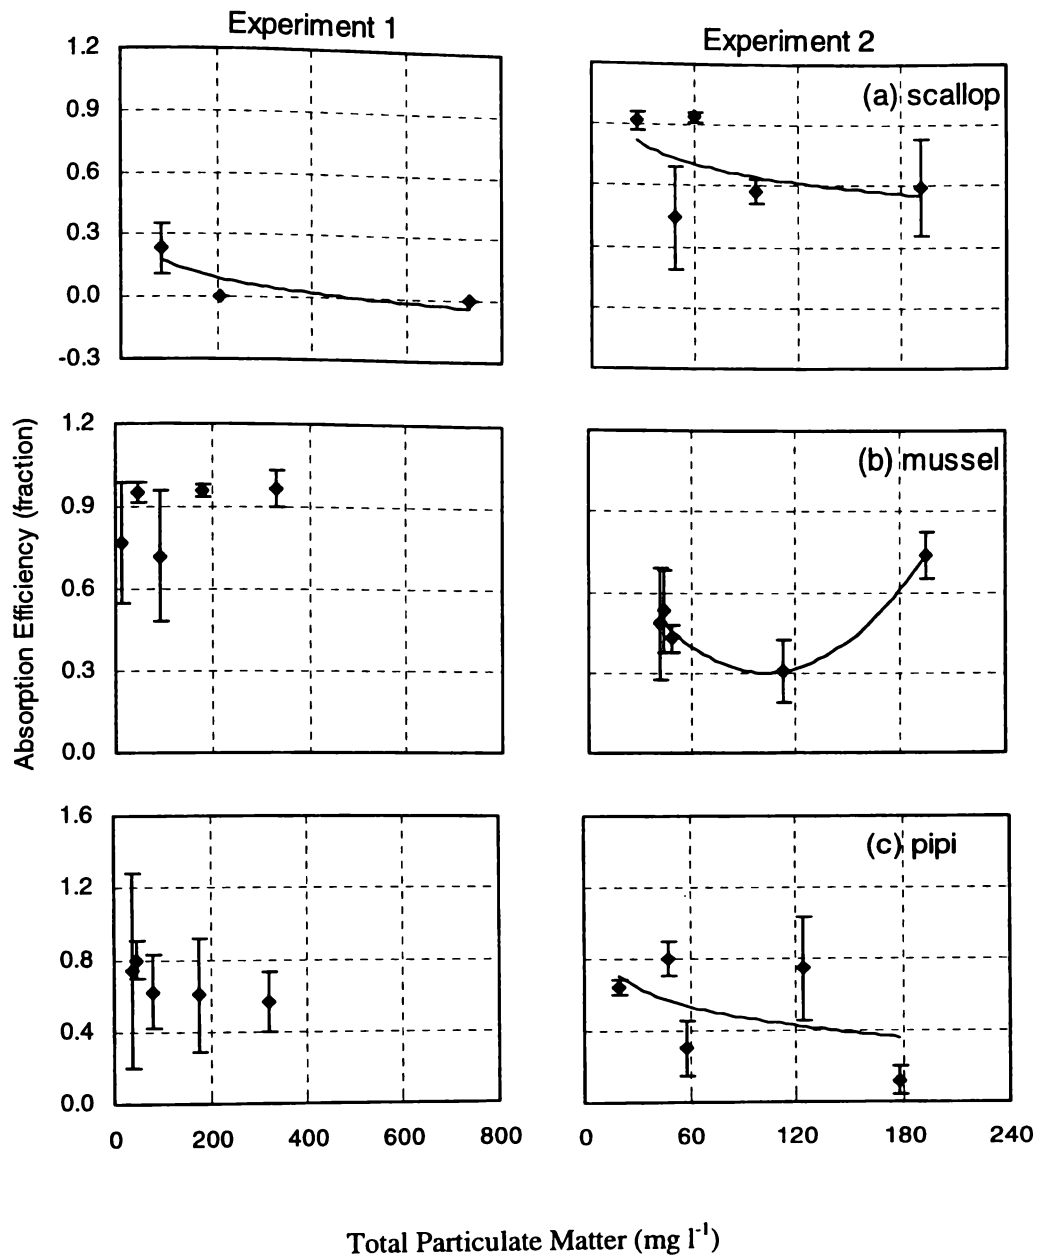 Experiment 1
Experiment 2
1.2
0.9
0.6
0.3
0.0
-0.3
(a) scallop
Absorption Efficiency (fraction)
1.2
0.9
0.6
0.3
0.0
(b) mussel
1.6
1.2
0.8
0.4
0.0
(c) pipi
0 200 400 600 800
0 60 120 180 240
Total Particulate Matter (mg l⁻¹)